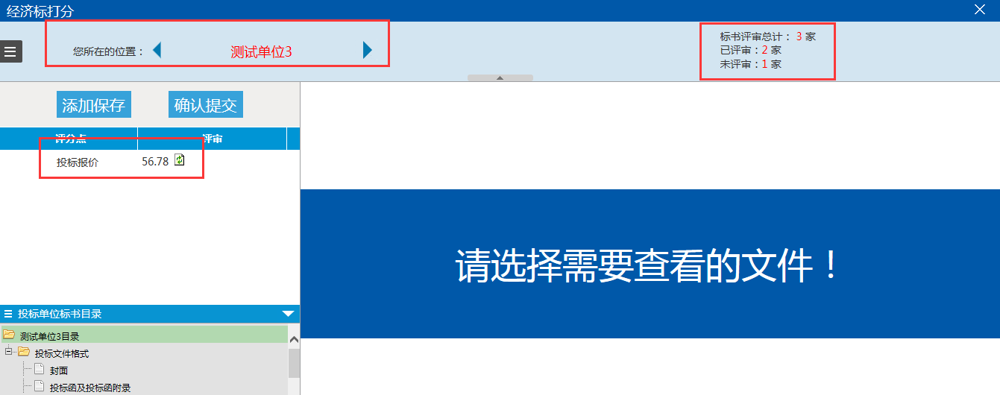 经济标打分
您所在的位置：
测试单位3
标书评审总计： 3 家
已评审：2 家
未评审：1 家
添加保存
确认提交
评分点
评审
投标报价
56.78
请选择需要查看的文件！
投标单位标书目录
测试单位3目录
投标文件格式
封面
投标函及投标函附录